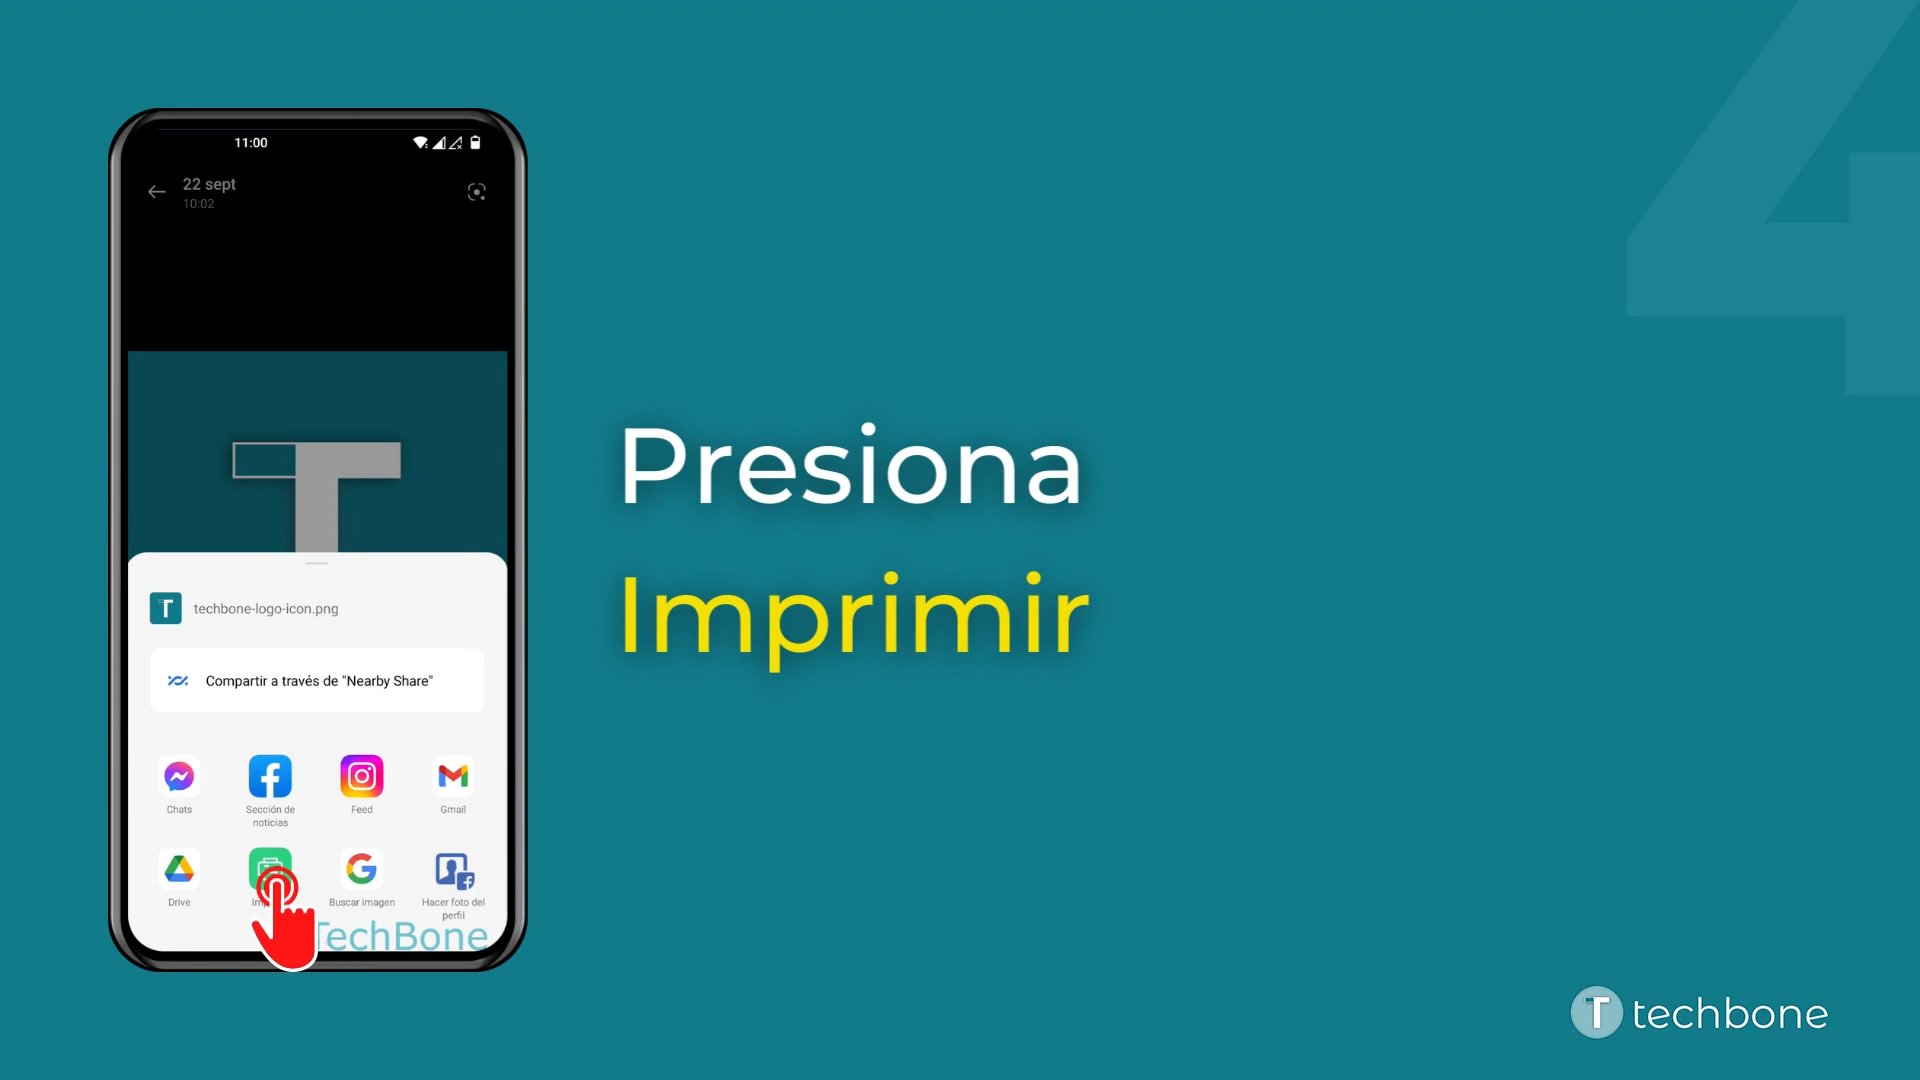 4
11:00
22 sept
10:02
techbone-logo-icon.png
Compartir a través de "Nearby Share"
Chats
Sección de
noticias
Feed
Gmail
Drive
Buscar imagen
Hacer foto del
perfil
TechBone
Presiona
Imprimir
techbone